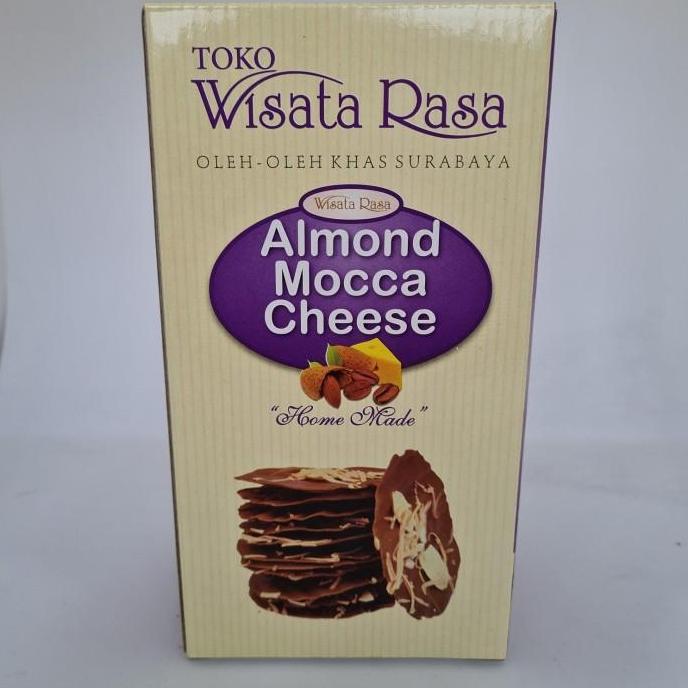 TOKO
Wisata Rasa
OLEH-OLEH KHAS SURABAYA
Wisata Rasa
Almond
Mocca
Cheese
“Home Made”